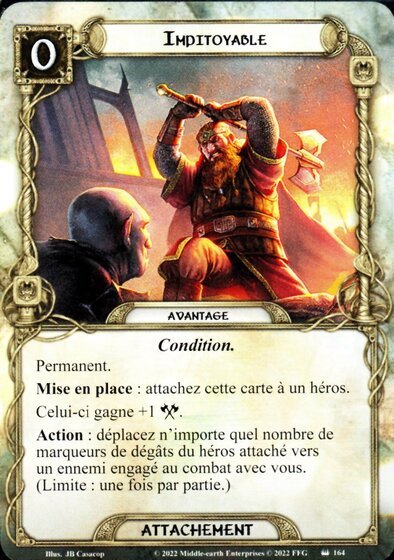 0
Impitoyable
AVANTAGE
Condition.
Permanent.
Mise en place : attachez cette carte à un héros.
Celui-ci gagne +1 .
Action : déplacez n'importe quel nombre de
marqueurs de dégâts du héros attaché vers
un ennemi engagé au combat avec vous.
(Limite : une fois par partie.)
Illus. JB Casacop
© 2022 Middle-earth Enterprises © 2022 FFG
164
ATTACHEMENT